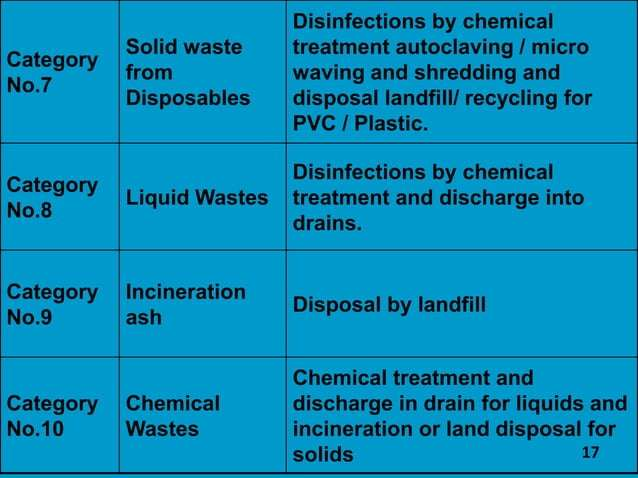 Category
No.7
Solid waste
from
Disposables
Disinfections by chemical
treatment autoclaving / micro
waving and shredding and
disposal landfill/ recycling for
PVC / Plastic.
Category
No.8
Liquid Wastes
Disinfections by chemical
treatment and discharge into
drains.
Category
No.9
Incineration
ash
Disposal by landfill
Category
No.10
Chemical
Wastes
Chemical treatment and
discharge in drain for liquids and
incineration or land disposal for
solids
17